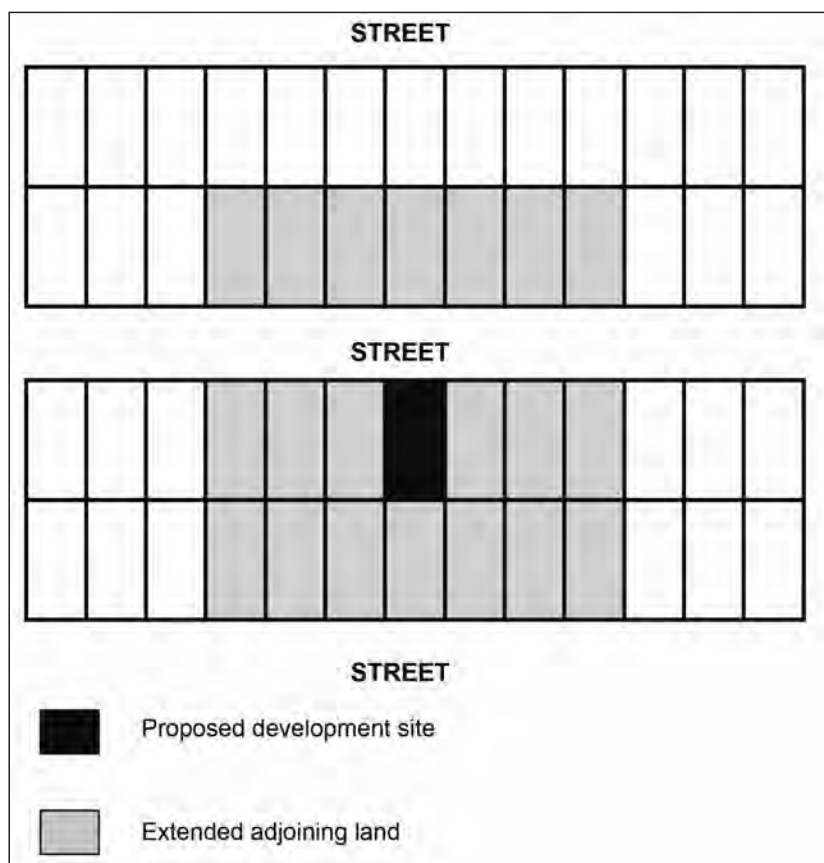 STREET
STREET
STREET
Proposed development site
Extended adjoining land